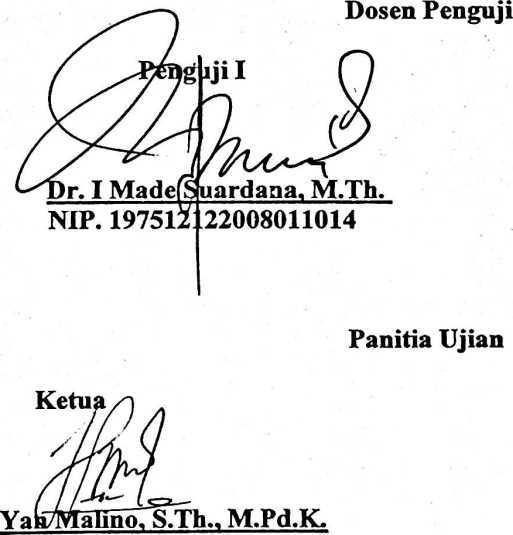 Dosen Penguji
Penguji I
Dr. I Made Suardana, M.Th.
NIP. 197512122008011014
Panitia Ujian
Ketua
Yan Malino, S.Th., M.Pd.K.